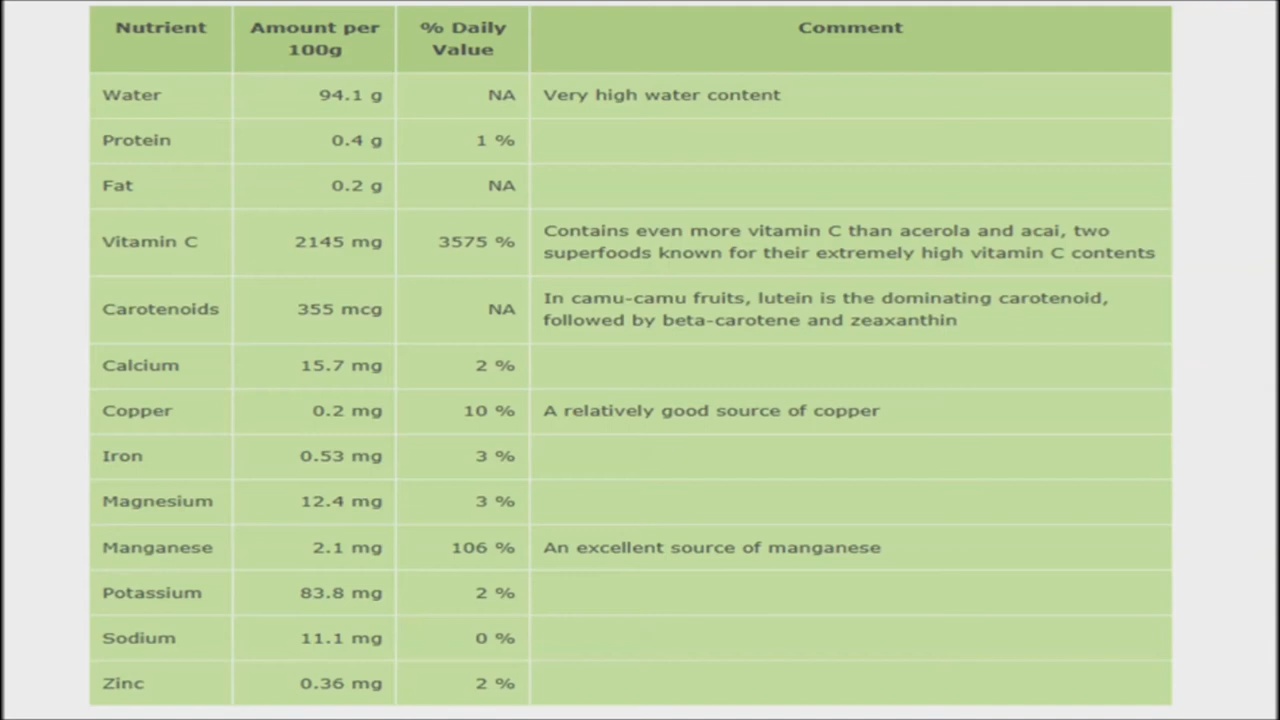 Nutrient Amount per 100g % Daily Value Comment
Water 94.1 g NA Very high water content
Protein 0.4 g 1 %
Fat 0.2 g NA
Vitamin C 2145 mg 3575 % Contains even more vitamin C than acerola and acai, two
superfoods known for their extremely high vitamin C contents
Carotenoids 355 mcg NA In camu-camu fruits, lutein is the dominating carotenoid,
followed by beta-carotene and zeaxanthin
Calcium 15.7 mg 2 %
Copper 0.2 mg 10 % A relatively good source of copper
Iron 0.53 mg 3 %
Magnesium 12.4 mg 3 %
Manganese 2.1 mg 106 % An excellent source of manganese
Potassium 83.8 mg 2 %
Sodium 11.1 mg 0 %
Zinc 0.36 mg 2 %